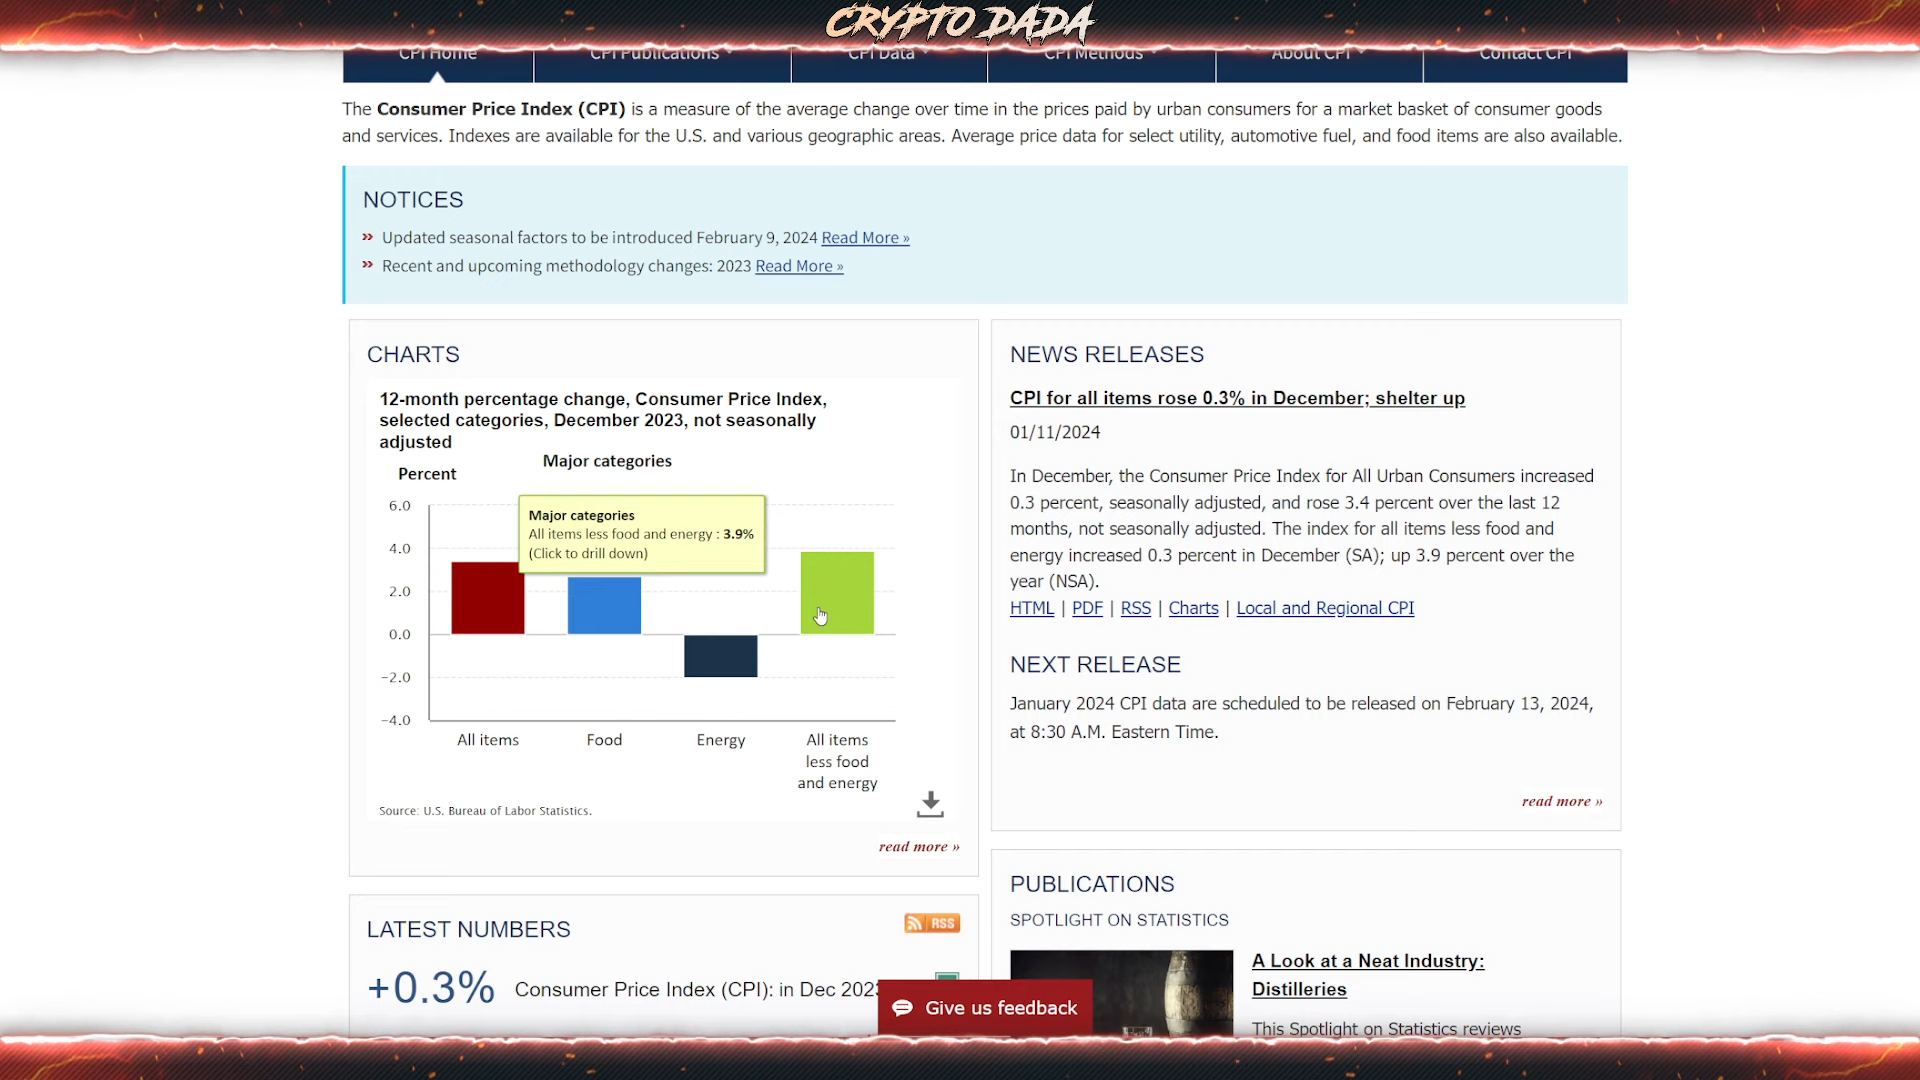 CRYPTO DADA
CPI Home
CPI Publications
CPI Data
CPI Methods
About CPI
Contact CPI
The Consumer Price Index (CPI) is a measure of the average change over time in the prices paid by urban consumers for a market basket of consumer goods
and services. Indexes are available for the U.S. and various geographic areas. Average price data for select utility, automotive fuel, and food items are also available.
NOTICES
Updated seasonal factors to be introduced February 9, 2024 Read More »
Recent and upcoming methodology changes: 2023 Read More »
CHARTS
12-month percentage change, Consumer Price Index,
selected categories, December 2023, not seasonally
adjusted
Major categories
Percent
6.0
4.0
2.0
0.0
−2.0
−4.0
Major categories
All items less food and energy : 3.9%
(Click to drill down)
All items
Food
Energy
All items
less food
and energy
Source: U.S. Bureau of Labor Statistics.
read more »
NEWS RELEASES
CPI for all items rose 0.3% in December; shelter up
01/11/2024
In December, the Consumer Price Index for All Urban Consumers increased
0.3 percent, seasonally adjusted, and rose 3.4 percent over the last 12
months, not seasonally adjusted. The index for all items less food and
energy increased 0.3 percent in December (SA); up 3.9 percent over the
year (NSA).
HTML | PDF | RSS | Charts | Local and Regional CPI
NEXT RELEASE
January 2024 CPI data are scheduled to be released on February 13, 2024,
at 8:30 A.M. Eastern Time.
read more »
LATEST NUMBERS
RSS
+0.3%
Consumer Price Index (CPI): in Dec 202
Give us feedback
PUBLICATIONS
SPOTLIGHT ON STATISTICS
A Look at a Neat Industry:
Distilleries
This Spotlight on Statistics reviews